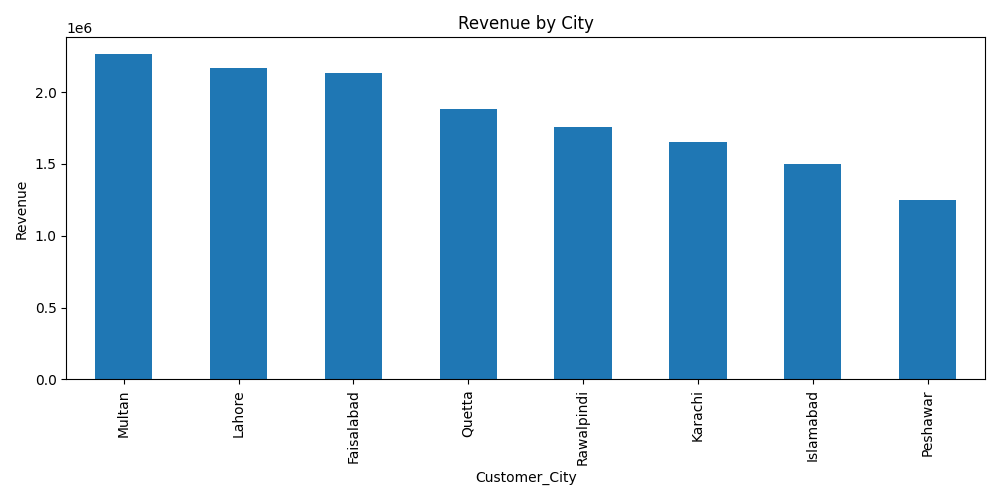 Revenue by City
1e6
Revenue
2.0
1.5
1.0
0.5
0.0
Multan
Lahore
Faisalabad
Quetta
Rawalpindi
Karachi
Islamabad
Peshawar
Customer_City